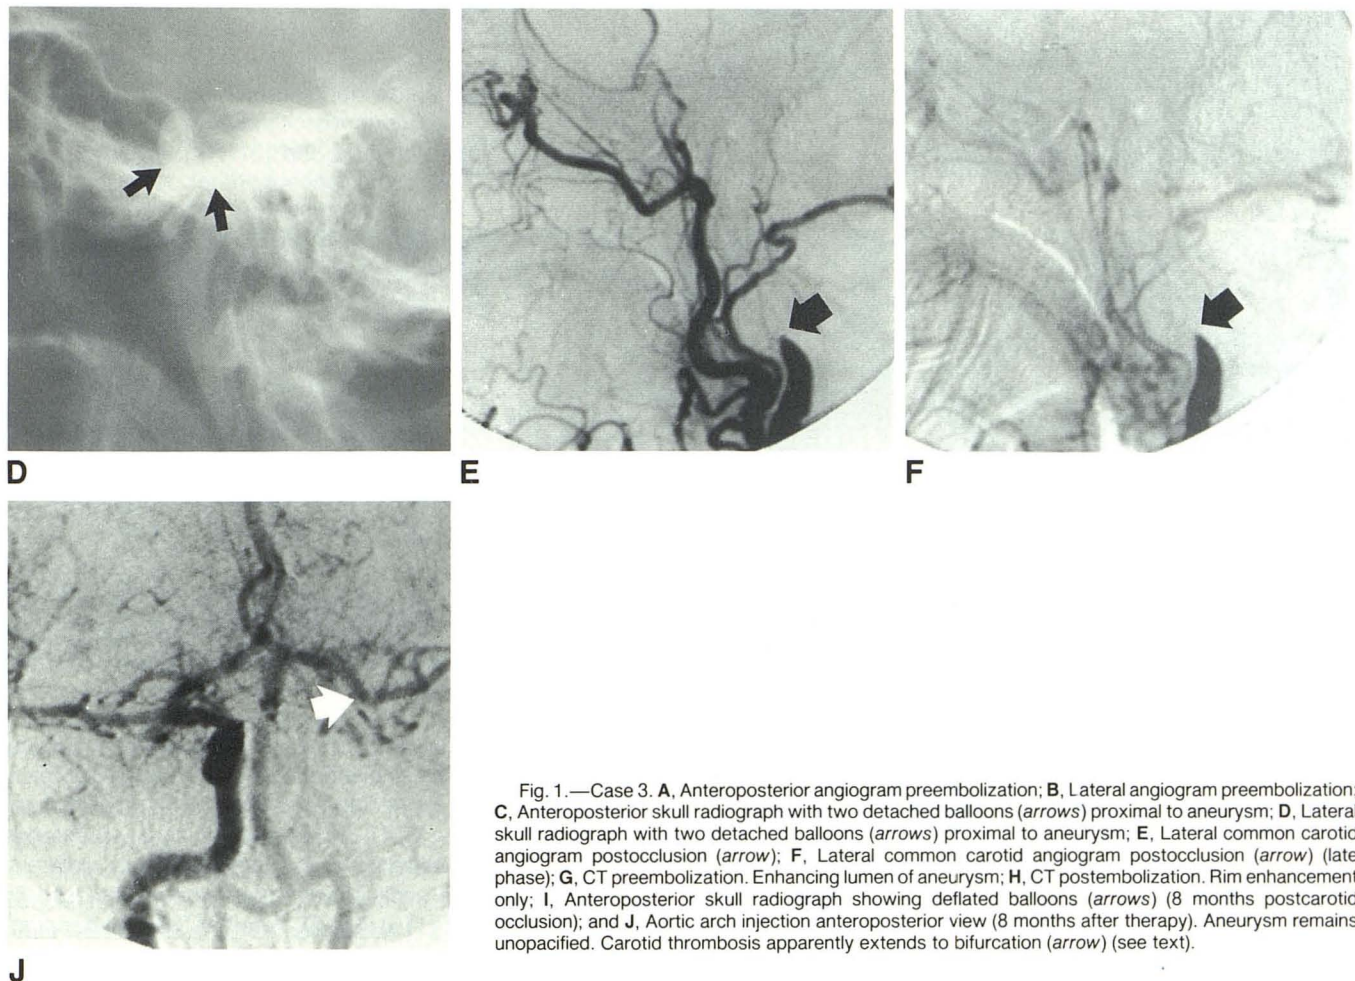 D
E
F
J
Fig. 1.—Case 3. A, Anteroposterior angiogram preembolization; B, Lateral angiogram preembolization;
C, Anteroposterior skull radiograph with two detached balloons (arrows) proximal to aneurysm; D, Lateral
skull radiograph with two detached balloons (arrows) proximal to aneurysm; E, Lateral common carotid
angiogram postocclusion (arrow); F, Lateral common carotid angiogram postocclusion (arrow) (late
phase); G, CT preembolization. Enhancing lumen of aneurysm; H, CT postembolization. Rim enhancement
only; I, Anteroposterior skull radiograph showing deflated balloons (arrows) (8 months postcarotid
occlusion); and J, Aortic arch injection anteroposterior view (8 months after therapy). Aneurysm remains
unopacified. Carotid thrombosis apparently extends to bifurcation (arrow) (see text).